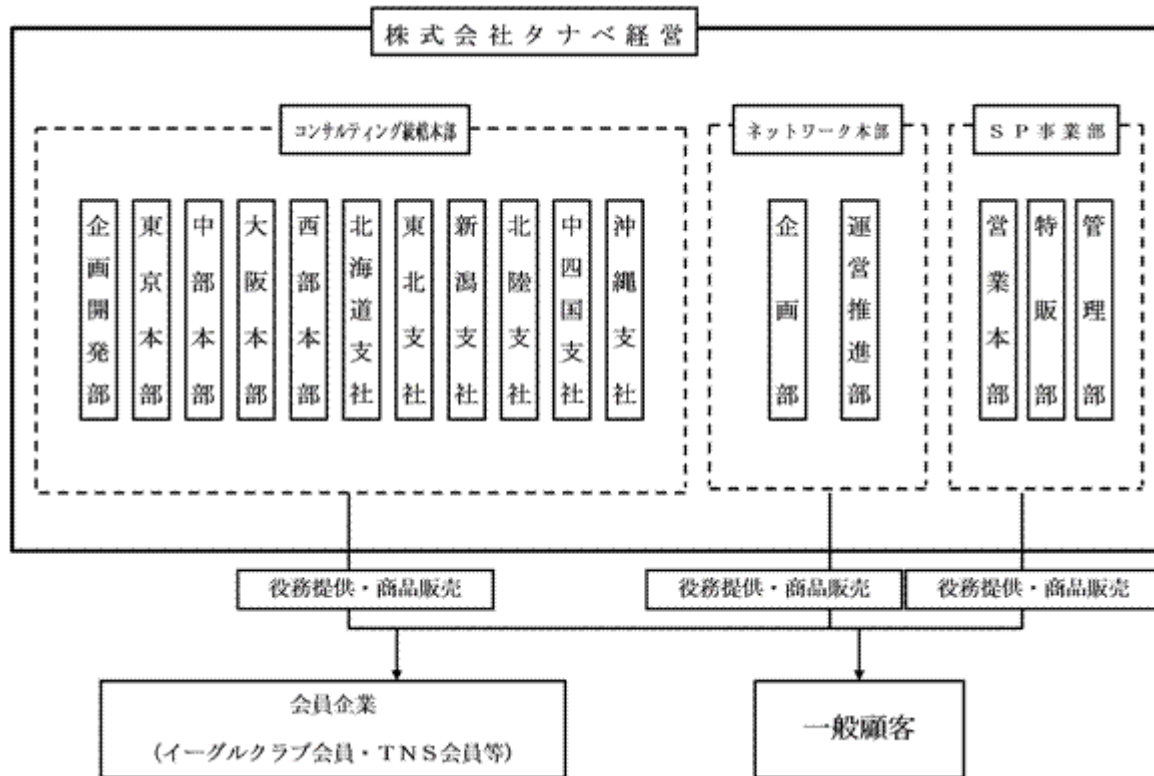 株式会社タナベ経営
コンサルティング統轄本部
ネットワーク本部
SP事業部
企画開発部
東京本部
中部本部
大阪本部
西部本部
北海道支社
東北支社
新潟支社
北陸支社
中四国支社
沖縄支社
企画部
運営推進部
営業本部
特販部
管理部
役務提供・商品販売
役務提供・商品販売
役務提供・商品販売
会員企業
(イーグルクラブ会員・TNS会員等)
一般顧客